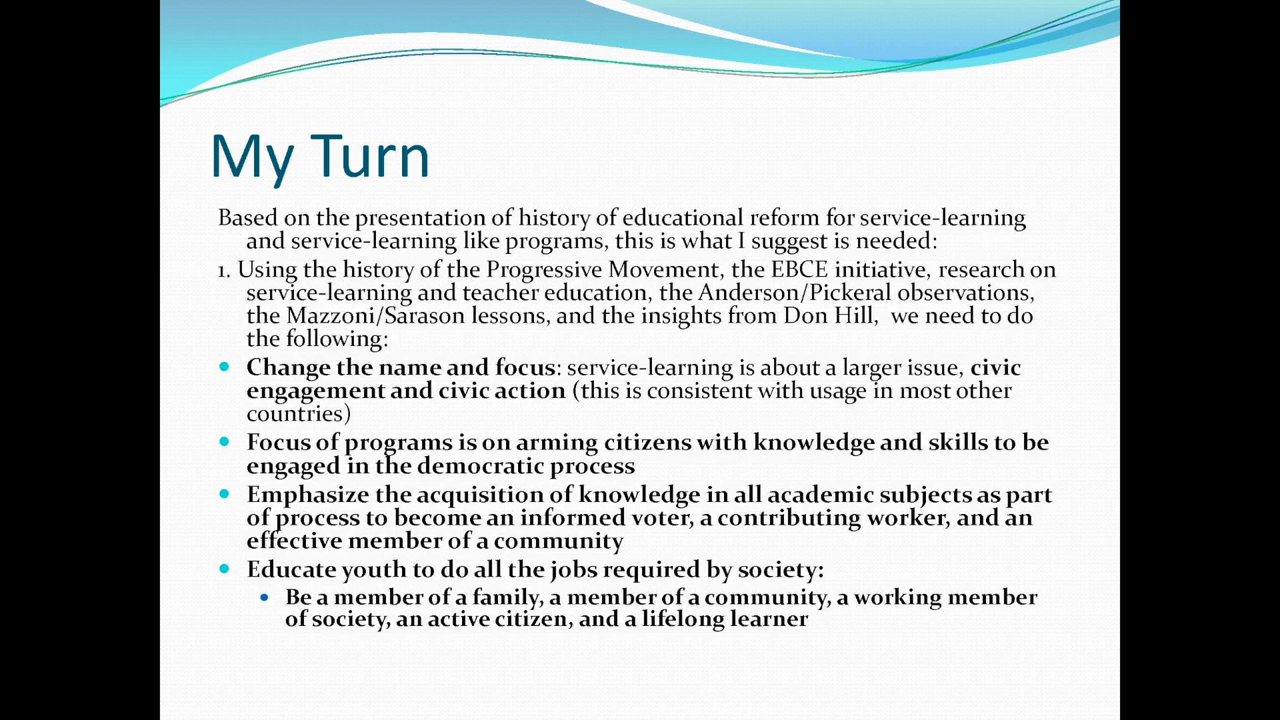 My Turn
Based on the presentation of history of educational reform for service-learning
and service-learning like programs, this is what I suggest is needed:
1. Using the history of the Progressive Movement, the EBCE initiative, research on
service-learning and teacher education, the Anderson/Pickeral observations,
the Mazzoni/Sarason lessons, and the insights from Don Hill, we need to do
the following:
• Change the name and focus: service-learning is about a larger issue, civic
engagement and civic action (this is consistent with usage in most other
countries)
• Focus of programs is on arming citizens with knowledge and skills to be
engaged in the democratic process
• Emphasize the acquisition of knowledge in all academic subjects as part
of process to become an informed voter, a contributing worker, and an
effective member of a community
• Educate youth to do all the jobs required by society:
• Be a member of a family, a member of a community, a working member
of society, an active citizen, and a lifelong learner